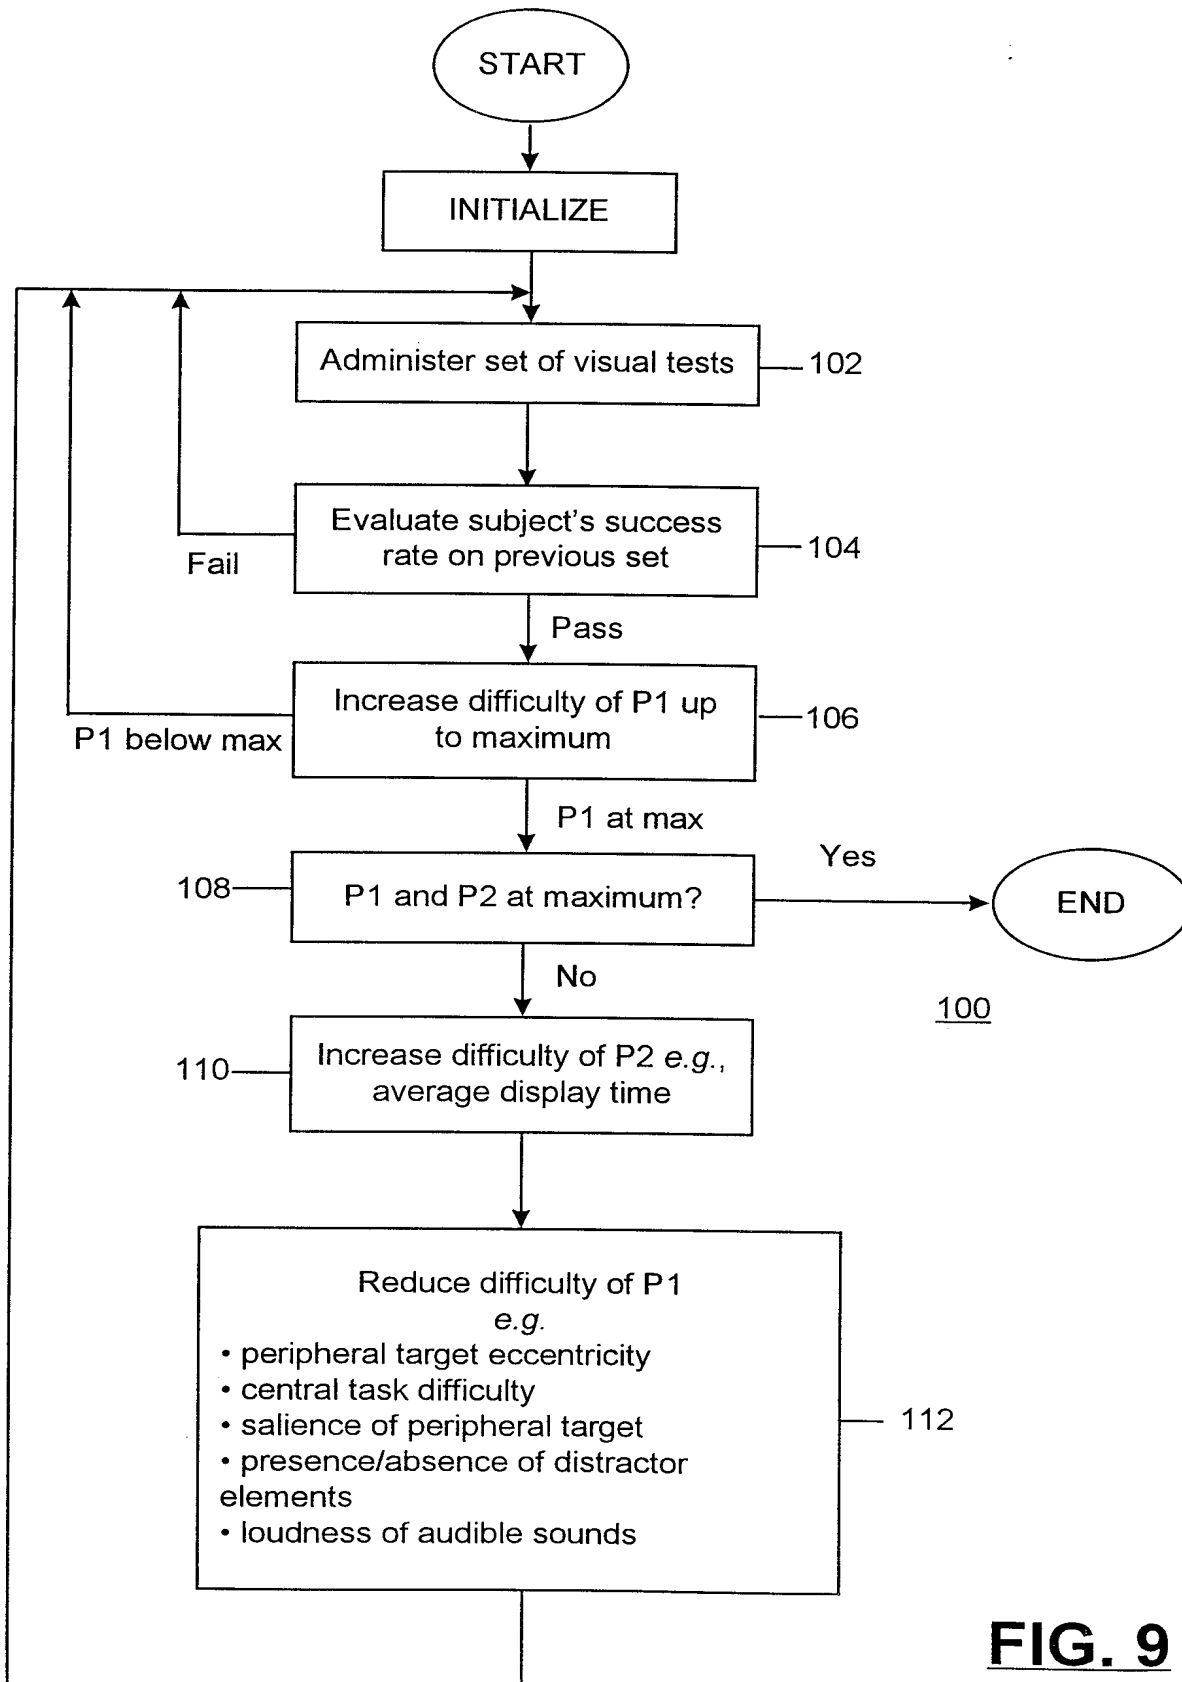 START
INITIALIZE
Administer set of visual tests
102
Evaluate subject's success
rate on previous set
104
Fail
Pass
Increase difficulty of P1 up
to maximum
106
P1 below max
P1 at max
Yes
108
P1 and P2 at maximum?
END
No
100
Increase difficulty of P2 e.g.,
average display time
110
Reduce difficulty of P1
e.g.
• peripheral target eccentricity
• central task difficulty
• salience of peripheral target
• presence/absence of distractor
elements
• loudness of audible sounds
112
FIG. 9